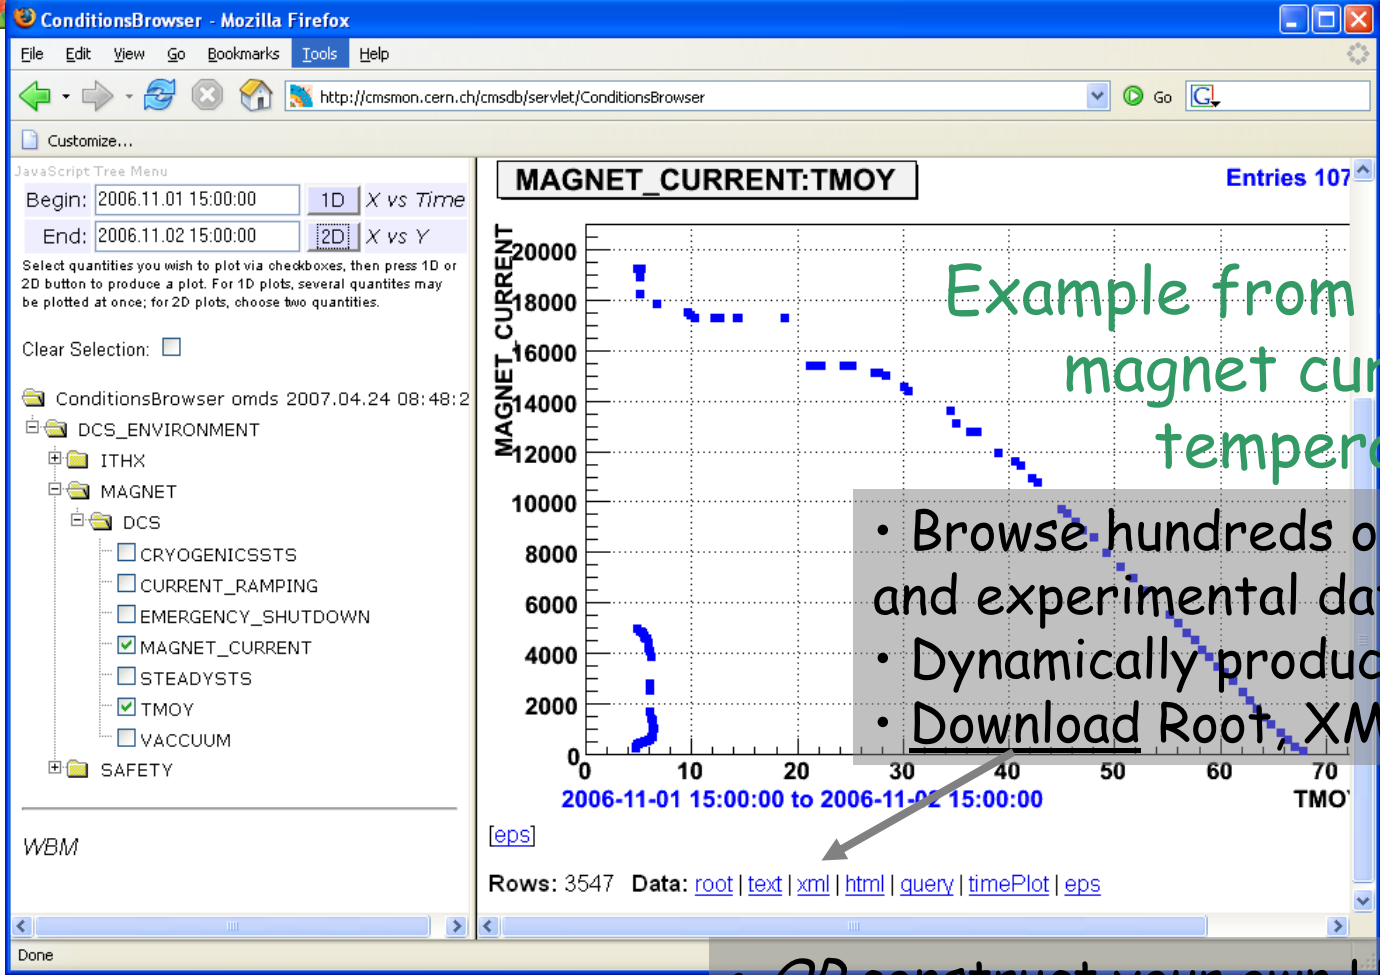 ConditionsBrowser - Mozilla Firefox
File Edit View Go Bookmarks Tools Help
http://cmsmon.cern.ch/cmsdb/servlet/ConditionsBrowser Go G
Customize...
JavaScript Tree Menu
Begin: 2006.11.01 15:00:00 1D X vs Time
End: 2006.11.02 15:00:00 2D X vs Y
Select quantities you wish to plot via checkboxes, then press 1D or
2D button to produce a plot. For 1D plots, several quantites may
be plotted at once; for 2D plots, choose two quantities.
Clear Selection:
ConditionsBrowser omds 2007.04.24 08:48:2
DCS_ENVIRONMENT
ITHX
MAGNET
DCS
CRYOGENICSSTS
CURRENT_RAMPING
EMERGENCY_SHUTDOWN
MAGNET_CURRENT
STEADYSTS
TMOY
VACCUUM
SAFETY
WBM
MAGNET_CURRENT:TMOY
Entries 107
MAGNET_CURRENT
20000
18000
16000
14000
12000
10000
8000
6000
4000
2000
0
0 10 20 30 40 50 60 70
2006-11-01 15:00:00 to 2006-11-02 15:00:00
TMO
Example from
magnet cur
tempera
• Browse hundreds o
and experimental da
• Dynamically produc
• Download Root, XM
[eps]
Rows: 3547 Data: root | text | xml | html | query | timePlot | eps
Done
• OR construct your own